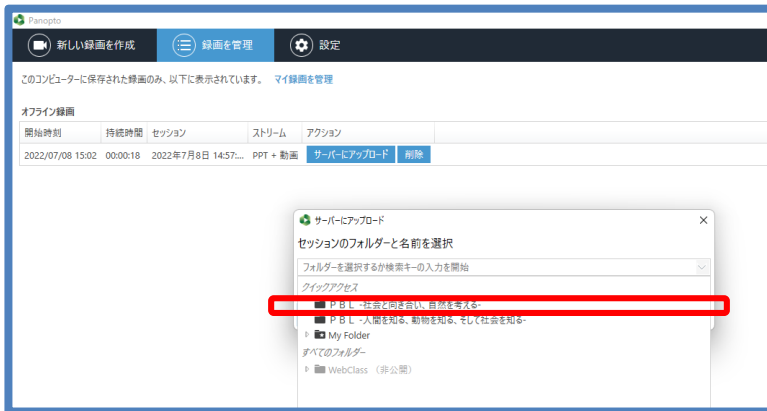 Panopto
新しい録画を作成 録画を管理 設定
このコンピューターに保存された録画のみ、以下に表示されています。 マイ録画を管理
オフライン録画
開始時刻 持続時間 セッション ストリーム アクション
2022/07/08 15:02 00:00:18 2022年7月8日 14:57:... PPT + 動画 サーバーにアップロード 削除
サーバーにアップロード
セッションのフォルダーと名前を選択
フォルダーを選択するか検索キーの入力を開始
クイックアクセス
ＰＢＬ -社会と向き合い、自然を考える-
ＰＢＬ -人間を知る、動物を知る、そして社会を知る-
My Folder
すべてのフォルダー
WebClass （非公開）